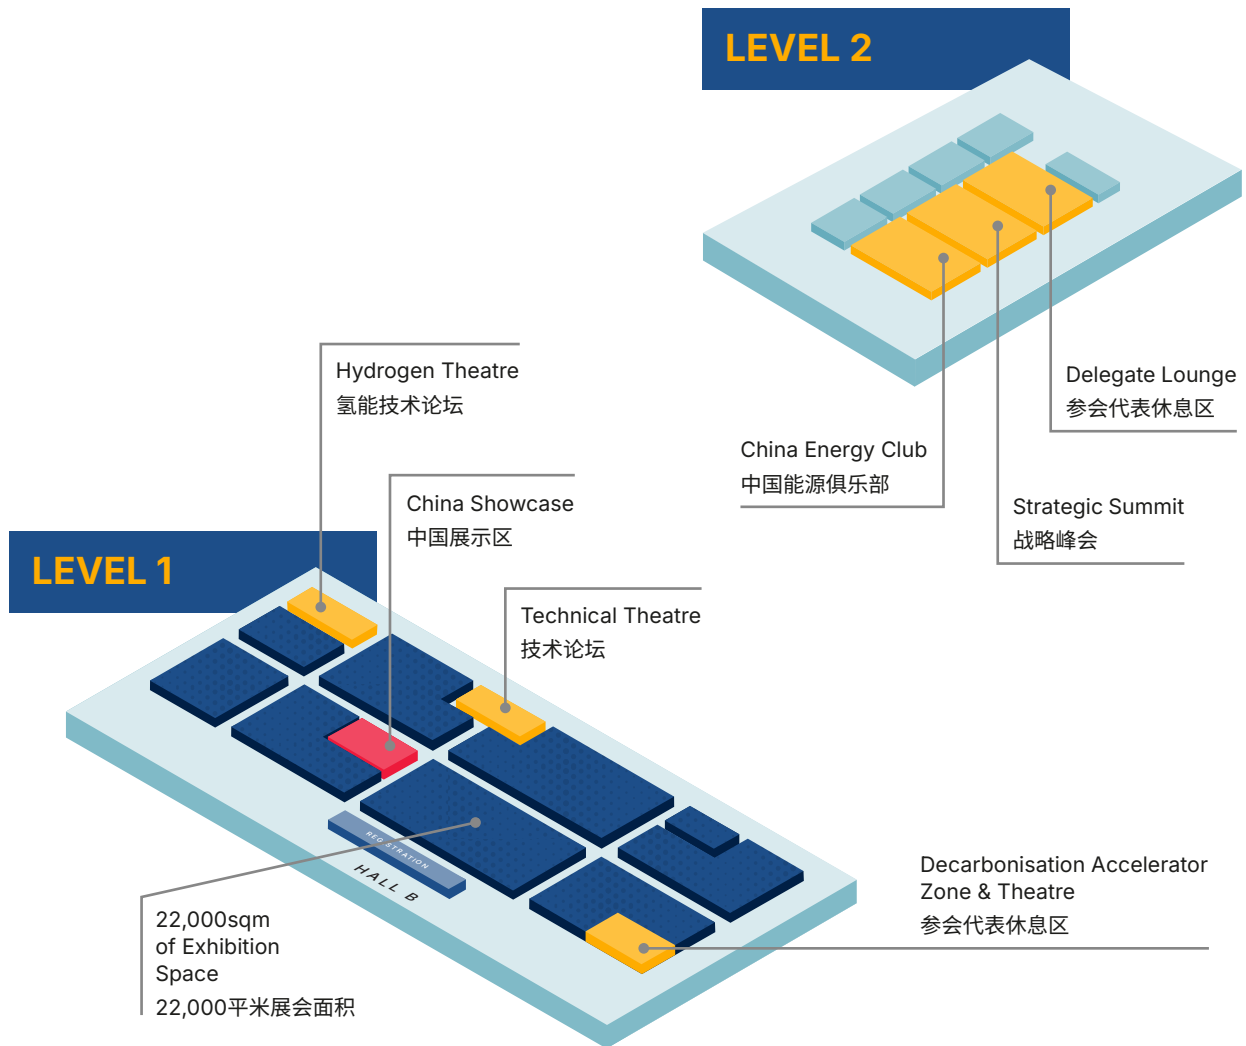 LEVEL 2
Delegate Lounge
参会代表休息区
China Energy Club
中国能源俱乐部
Strategic Summit
战略峰会
Hydrogen Theatre
氢能技术论坛
China Showcase
中国展示区
LEVEL 1
Technical Theatre
技术论坛
REGISTRATION
HALL B
Decarbonisation Accelerator
Zone & Theatre
参会代表休息区
22,000sqm
of Exhibition
Space
22,000平米展会面积